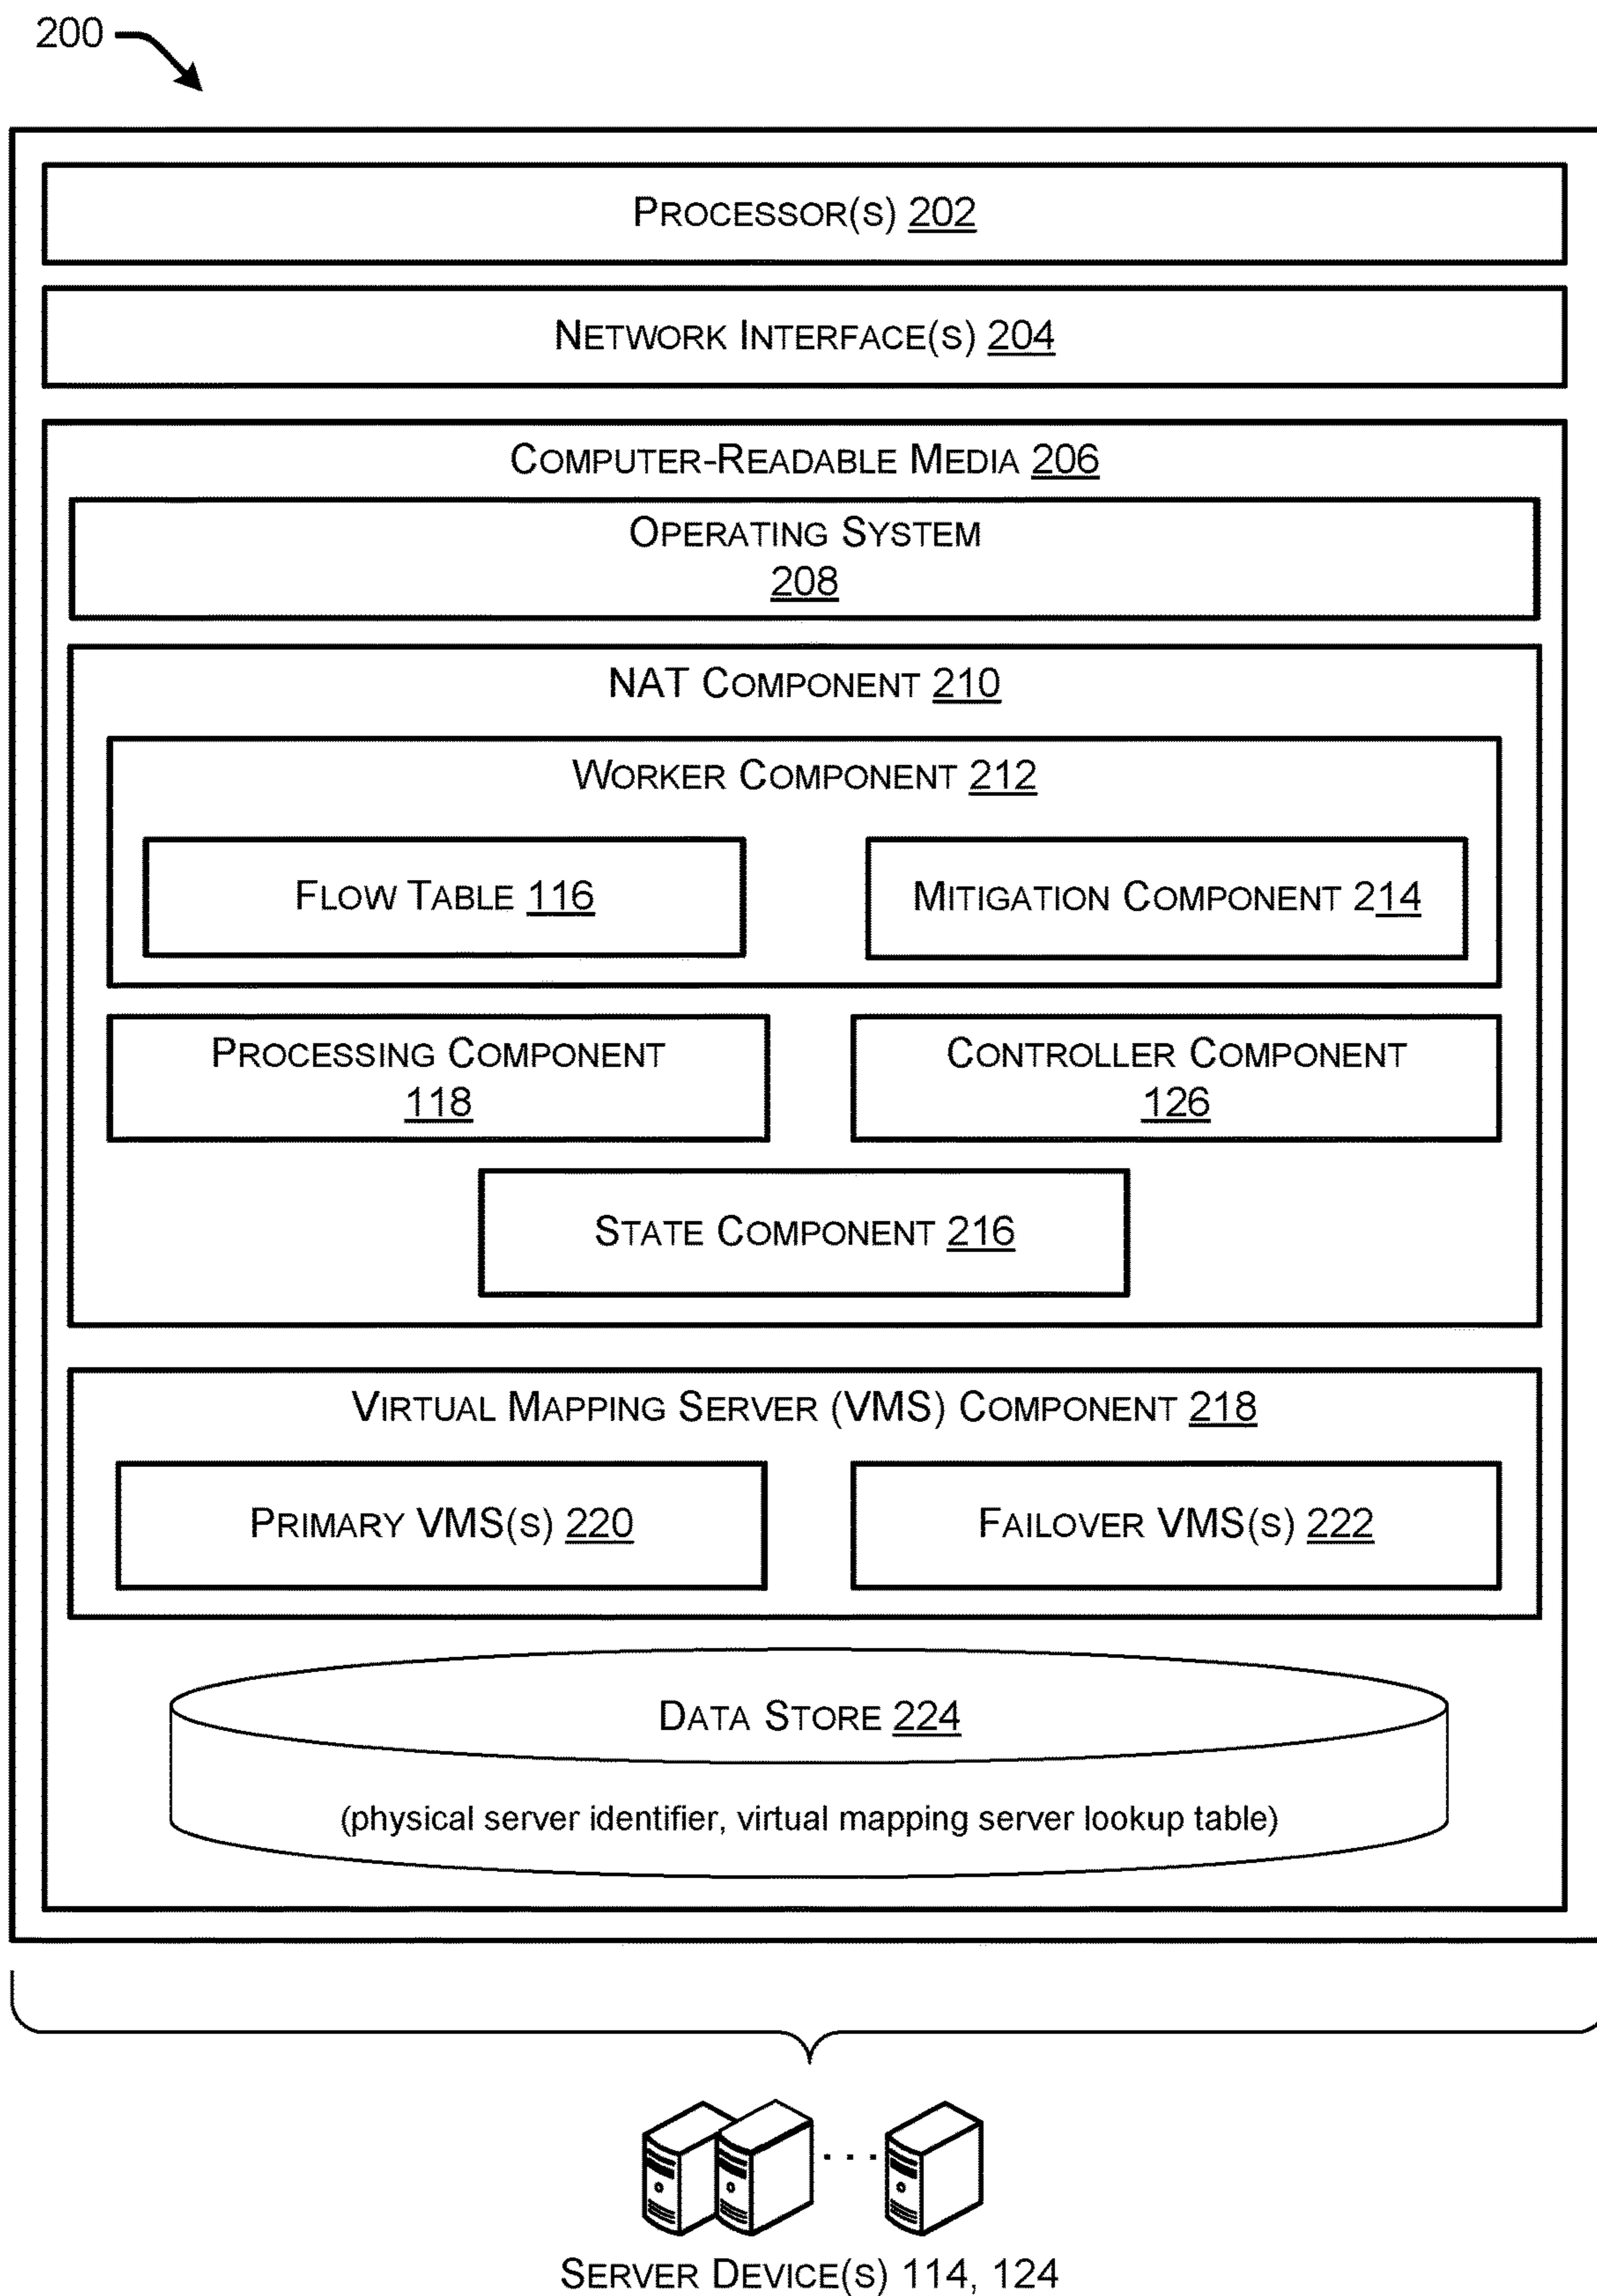 200
PROCESSOR(S) 202
NETWORK INTERFACE(S) 204
COMPUTER-READABLE MEDIA 206
OPERATING SYSTEM
208
NAT COMPONENT 210
WORKER COMPONENT 212
FLOW TABLE 116
MITIGATION COMPONENT 214
PROCESSING COMPONENT
118
CONTROLLER COMPONENT
126
STATE COMPONENT 216
VIRTUAL MAPPING SERVER (VMS) COMPONENT 218
PRIMARY VMS(S) 220
FAILOVER VMS(S) 222
DATA STORE 224
(physical server identifier, virtual mapping server lookup table)
SERVER DEVICE(S) 114, 124